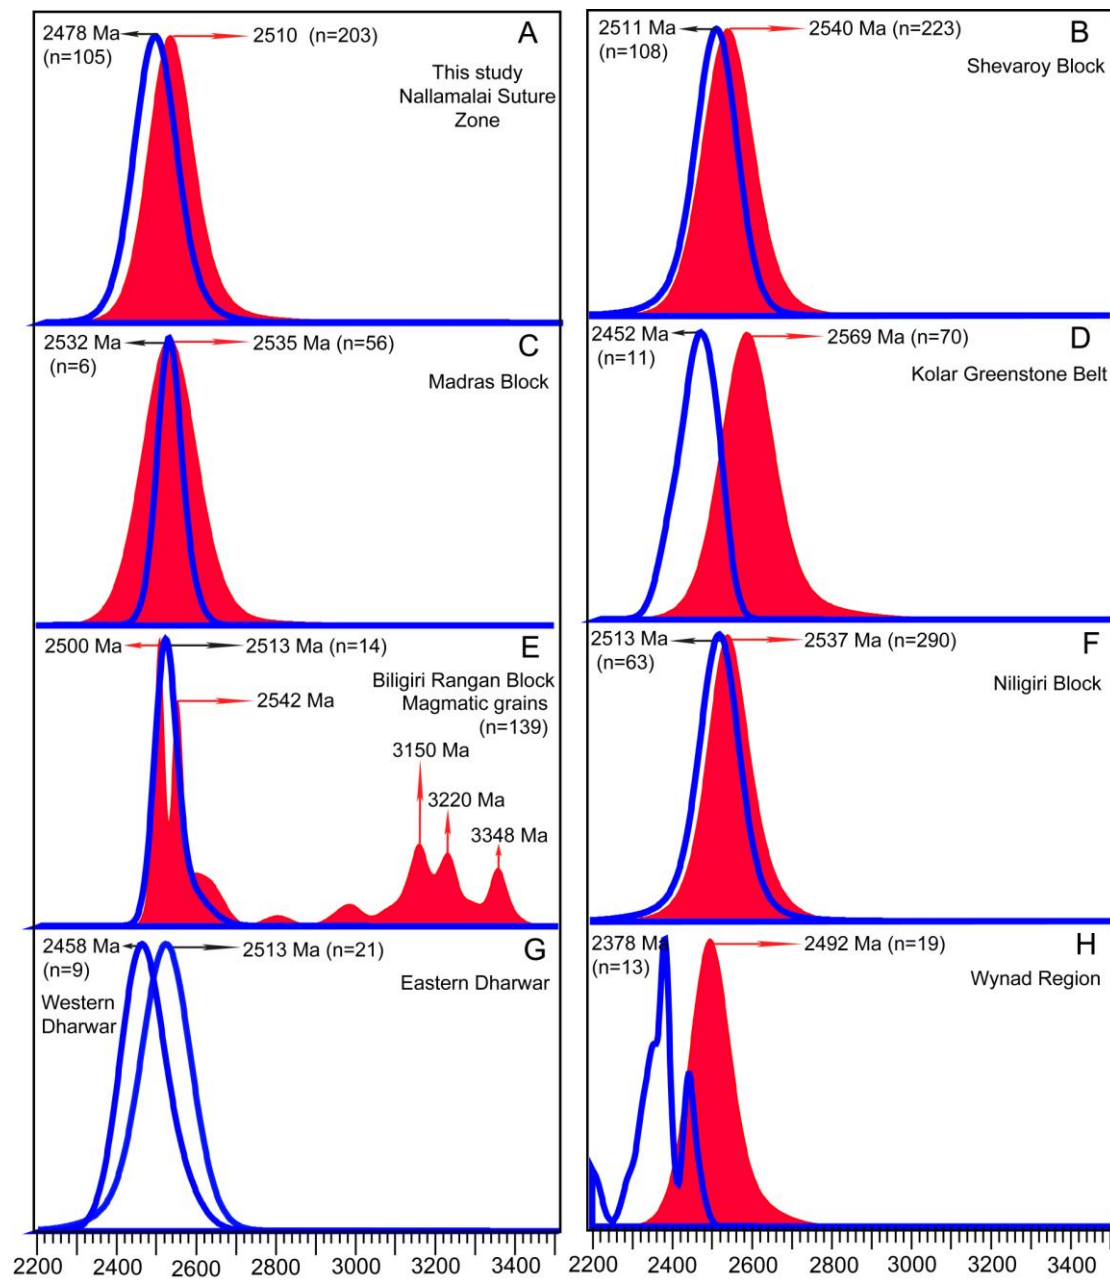 2478 Ma
(n=105)
2510 (n=203)
A
This study
Nallamalai Suture
Zone
2511 Ma
(n=108)
2540 Ma (n=223)
B
Shevaroy Block
2532 Ma
(n=6)
2535 Ma (n=56)
C
Madras Block
2452 Ma
(n=11)
2569 Ma (n=70)
D
Kolar Greenstone Belt
2500 Ma
2513 Ma (n=14)
E
Biligiri Rangan Block
Magmatic grains
(n=139)
2542 Ma
3150 Ma
3220 Ma
3348 Ma
2513 Ma
(n=63)
2537 Ma (n=290)
F
Niligiri Block
2458 Ma
(n=9)
Western
Dharwar
2513 Ma (n=21)
G
Eastern Dharwar
2378 Ma
(n=13)
2492 Ma (n=19)
H
Wynad Region
2200 2400 2600 2800 3000 3200 3400
2200 2400 2600 2800 3000 3200 3400